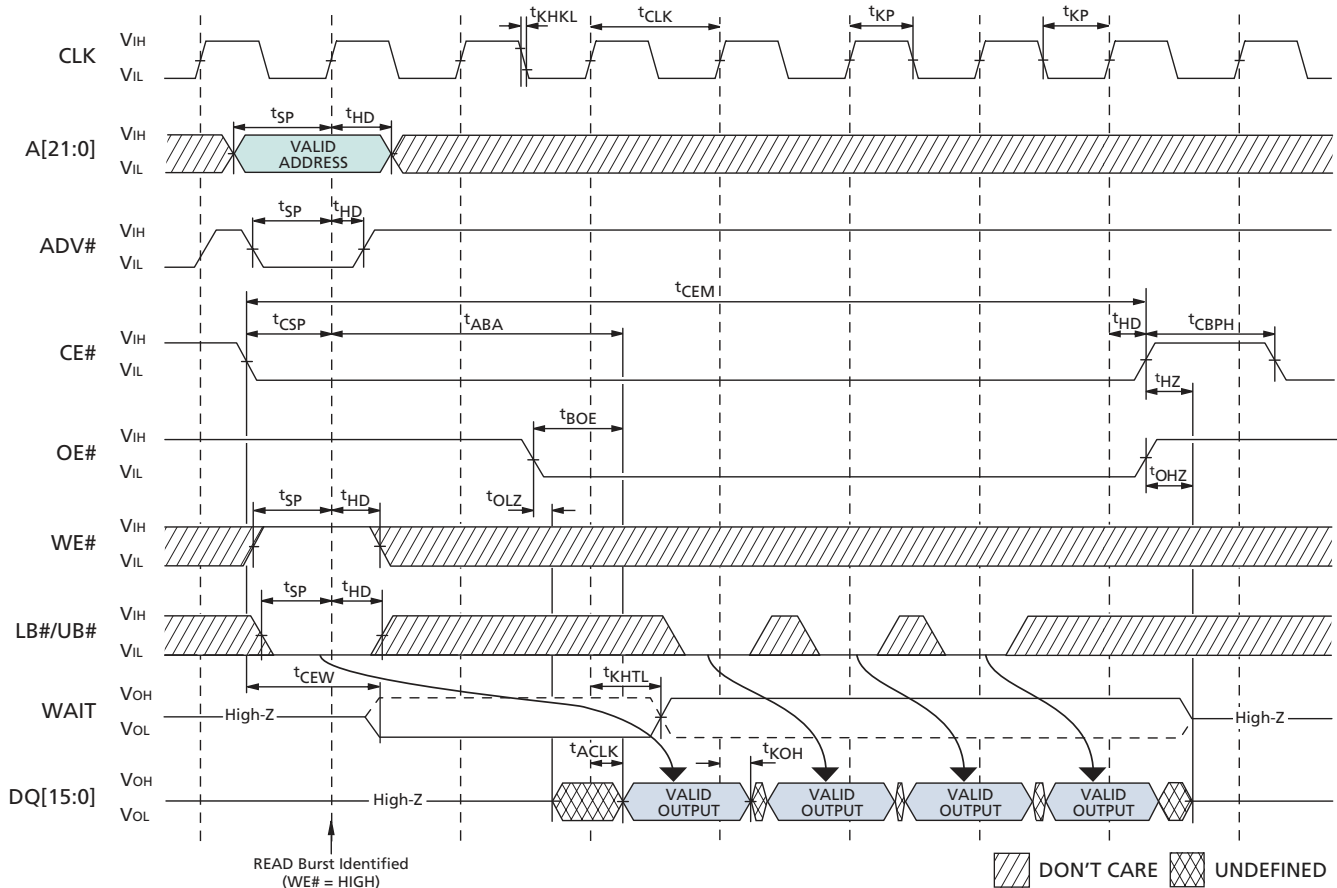 tKHKL tCLK tKP tKP
CLK VIH
VIL
tSP tHD
A[21:0] VIH
VIL
VALID
ADDRESS
tSP tHD
ADV# VIH
VIL
tCEM
tCSP tABA tHD tCBPH
CE# VIH
VIL
tHZ
tBOE
OE# VIH
VIL
tOHZ
tOLZ
tSP tHD
WE# VIH
VIL
tSP tHD
LB#/UB# VIH
VIL
tCEW tKHTL
WAIT VOH
VOL
High-Z High-Z
tACLK tKOH
DQ[15:0] VOH
VOL
High-Z
VALID
OUTPUT
VALID
OUTPUT
VALID
OUTPUT
VALID
OUTPUT
READ Burst Identified
(WE# = HIGH)
DON'T CARE UNDEFINED